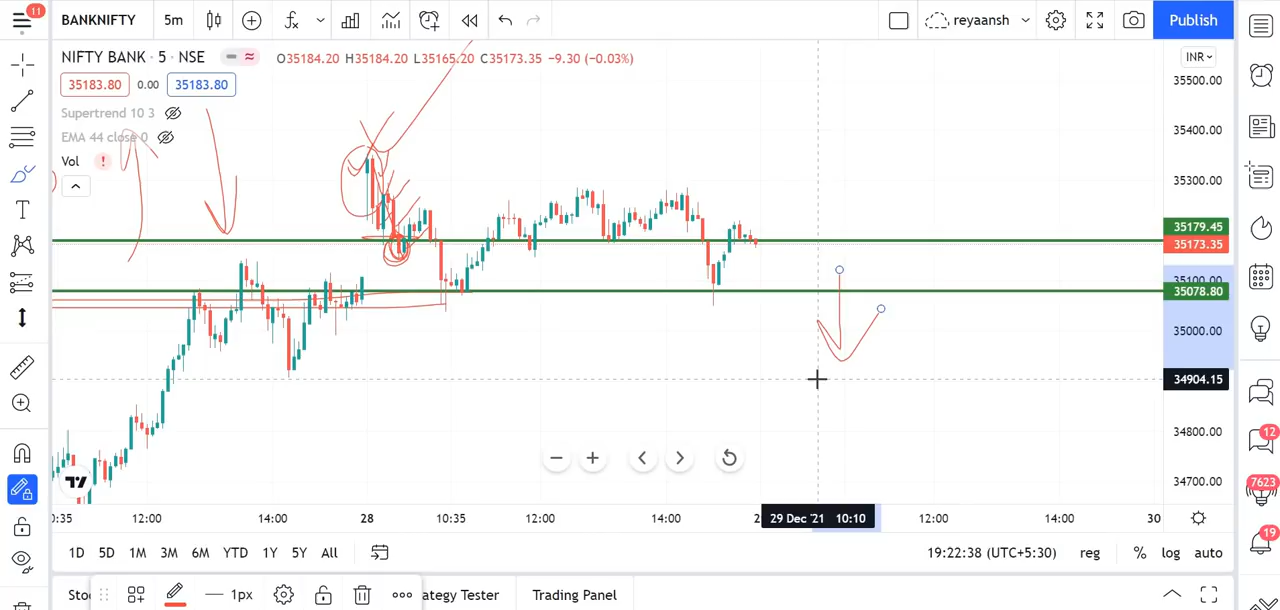 11 BANKNIFTY 5m reyaansh Publish
NIFTY BANK · 5 · NSE O35184.20 H35184.20 L35165.20 C35173.35 −9.30 (−0.03%) INR
35183.80 0.00 35183.80 35500.00
Supertrend 10 3
EMA 44 close 0 35400.00
Vol ! 35300.00
35179.45
35173.35
35100.00
35078.80
35000.00
34904.15
34800.00
34700.00
12
7623
19
0:35 12:00 14:00 28 10:35 12:00 14:00 29 Dec '21 10:10 12:00 14:00 30
1D 5D 1M 3M 6M YTD 1Y 5Y All 19:22:38 (UTC+5:30) reg % log auto
1px ategy Tester Trading Panel